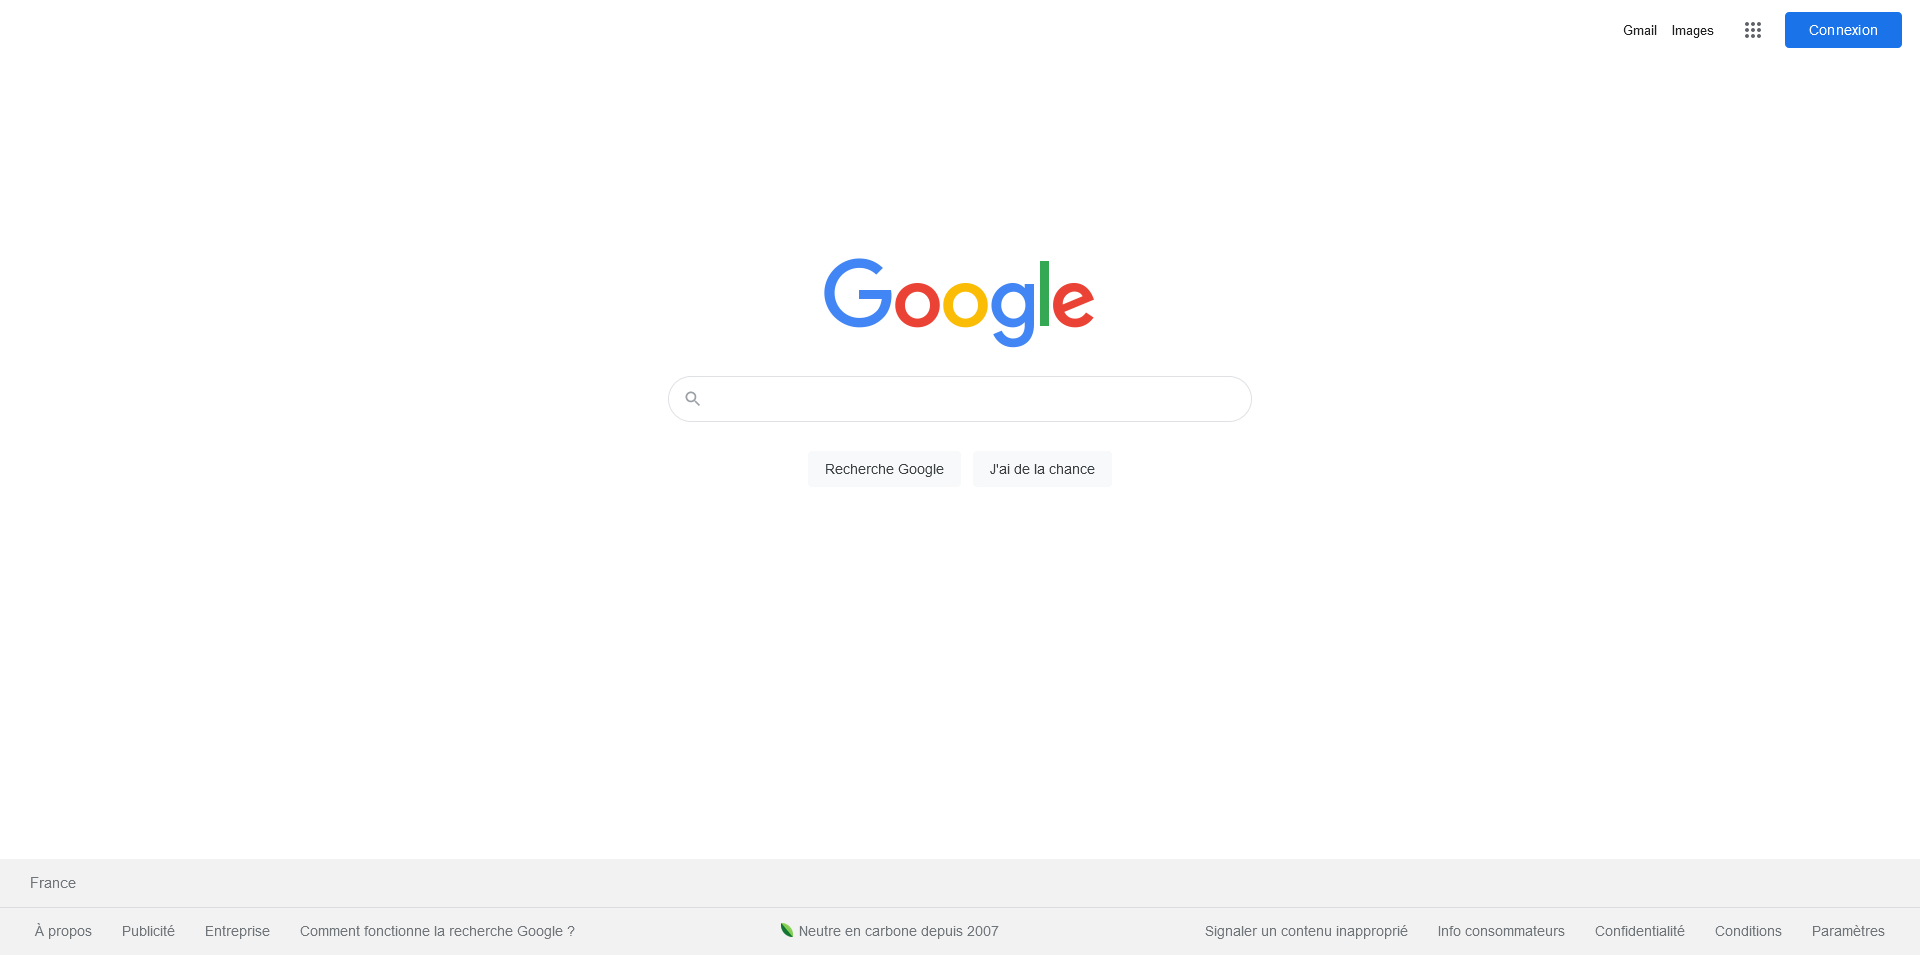 Gmail Images Connexion
Google
Recherche Google J'ai de la chance
France
À propos Publicité Entreprise Comment fonctionne la recherche Google ? Neutre en carbone depuis 2007 Signaler un contenu inapproprié Info consommateurs Confidentialité Conditions Paramètres